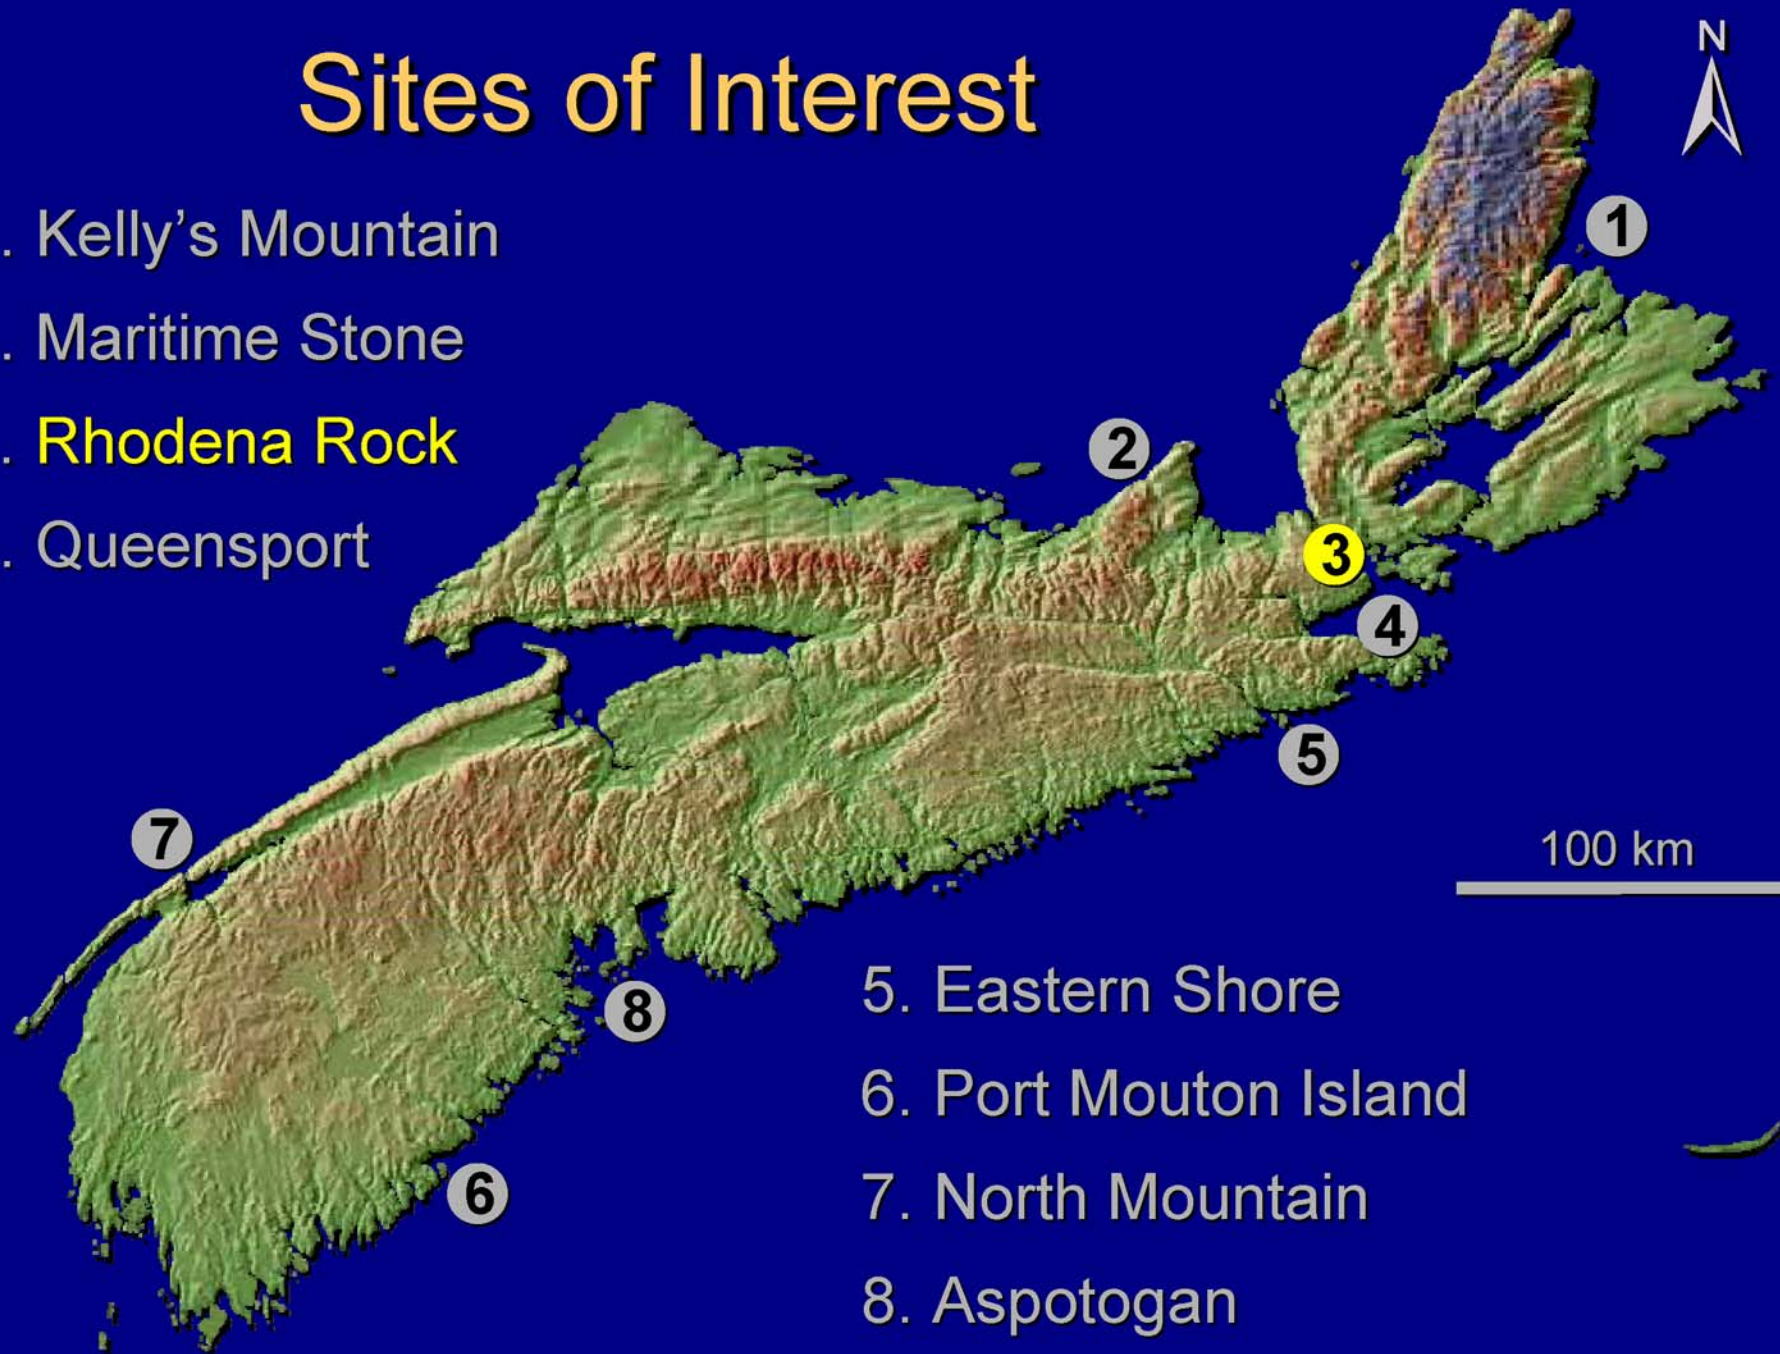 Sites of Interest
N
. Kelly's Mountain
. Maritime Stone
. Rhodena Rock
. Queensport
1
2
3
4
5
7
100 km
8
6
5. Eastern Shore
6. Port Mouton Island
7. North Mountain
8. Aspotogan